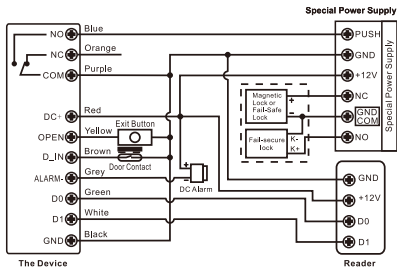 Special Power Supply
NO
Blue
PUSH
NC
Orange
GND
COM
Purple
+12V
Magnetic
Lock or
Fail-Safe
Lock
+
-
NC
GND
COM
DC+
Red
Exit Button
OPEN
Yellow
Fail-secure
lock
K-
K+
NO
Special Power Supply
D_IN
Brown
Door Contact
ALARM-
Grey
+
-
DC Alarm
GND
D0
Green
+12V
D1
White
D0
GND
Black
D1
The Device
Reader